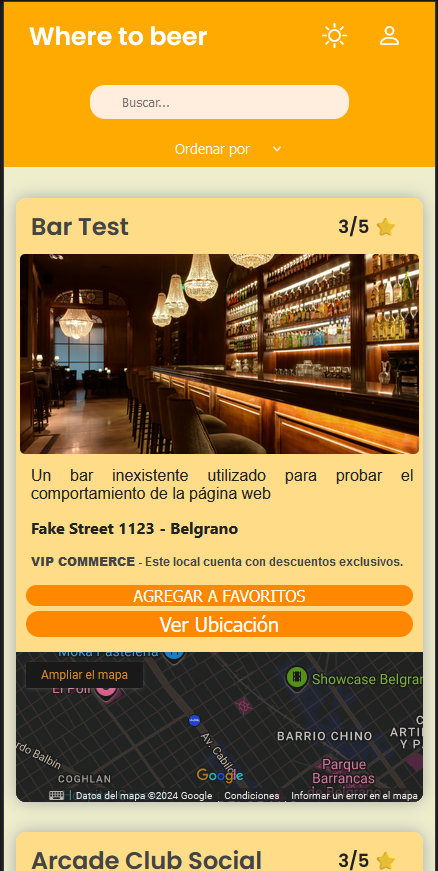 Where to beer
Buscar...
Ordenar por
Bar Test
3/5
Un bar inexistente utilizado para probar el
comportamiento de la página web
Fake Street 1123 - Belgrano
VIP COMMERCE - Este local cuenta con descuentos exclusivos.
AGREGAR A FAVORITOS
Ver Ubicación
Moka Pastelería
Ampliar el mapa
El Poli
Showcase Belgran
BARRIO CHINO
Av. Cabildo
rdo Balbín
COGHLAN
Parque
Barrancas
Google
Datos del mapa ©2024 Google
Condiciones
Informar un error en el mapa
Arcade Club Social
3/5